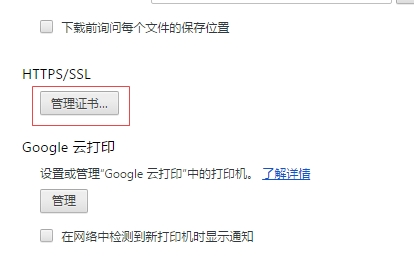 下载前询问每个文件的保存位置
HTTPS/SSL
管理证书...
Google 云打印
设置或管理"Google 云打印"中的打印机。 了解详情
管理
在网络中检测到新打印机时显示通知